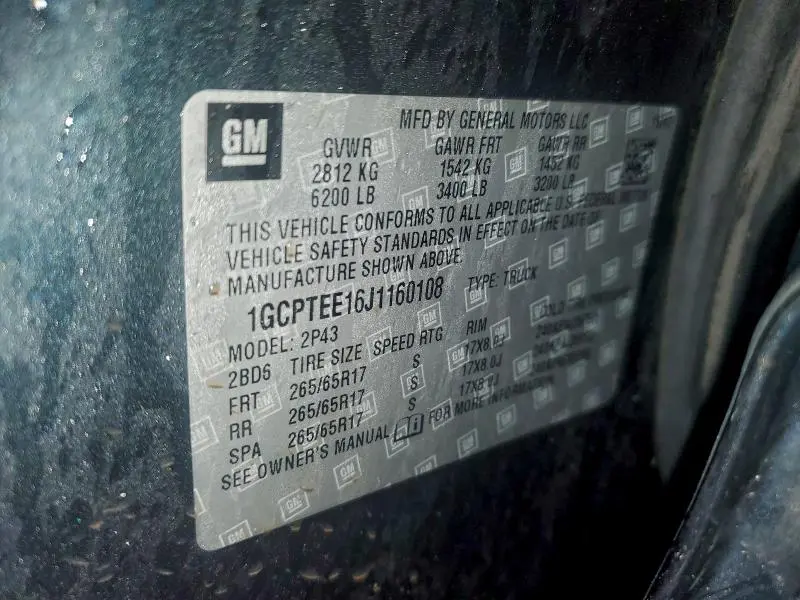 GM
MFD BY GENERAL MOTORS LLC
GVWR GAWR FRT GAWR RR
2812 KG 1542 KG 1452 KG
6200 LB 3400 LB 3200 LB
THIS VEHICLE CONFORMS TO ALL APPLICABLE U.S. FEDERAL MOTOR
VEHICLE SAFETY STANDARDS IN EFFECT ON THE DATE OF
MANUFACTURE SHOWN ABOVE.
1GCPTEE16J1160108 TYPE: TRUCK
MODEL: 2P43
2BD6 TIRE SIZE SPEED RTG RIM COLD
FRT 265/65R17 S 17X8.0J
RR 265/65R17 S 17X8.0J
SPA 265/65R17 S 17X8.0J
SEE OWNER'S MANUAL FOR MORE INFORMATION